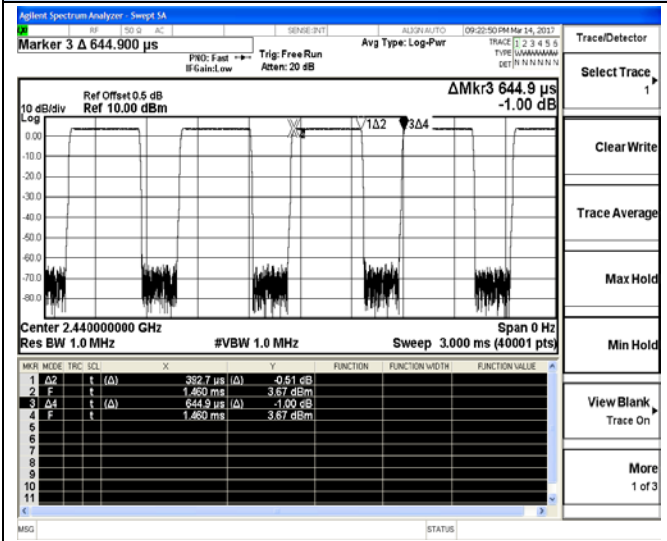 Agilent Spectrum Analyzer - Swept SA
RF 50 Ω AC SENSE:INT ALIGN AUTO 09:22:50 PM Mar 14, 2017
Marker 3 Δ 644.900 µs
PNO: Fast
IFGain:Low
Trig: Free Run
Atten: 20 dB
Avg Type: Log-Pwr
TRACE 1 2 3 4 5 6
TYPE
DET N N N N N N
Trace/Detector
Select Trace
1
Clear Write
Trace Average
Max Hold
Min Hold
View Blank
Trace On
More
1 of 3
ΔMkr3 644.9 µs
-1.00 dB
Ref Offset 0.5 dB
10 dB/div Ref 10.00 dBm
Log
0.00
-10.0
-20.0
-30.0
-40.0
-50.0
-60.0
-70.0
-80.0
1Δ2
3Δ4
Center 2.440000000 GHz Span 0 Hz
Res BW 1.0 MHz #VBW 1.0 MHz Sweep 3.000 ms (40001 pts)
MKR MODE TRC SCL X Y FUNCTION FUNCTION WIDTH FUNCTION VALUE
1 Δ2 t (Δ) 392.7 µs (Δ) -0.51 dB
2 F t 1.460 ms 3.67 dBm
3 Δ4 t (Δ) 644.9 µs (Δ) -1.00 dB
4 F t 1.460 ms 3.67 dBm
5
6
7
8
9
10
11
MSG STATUS